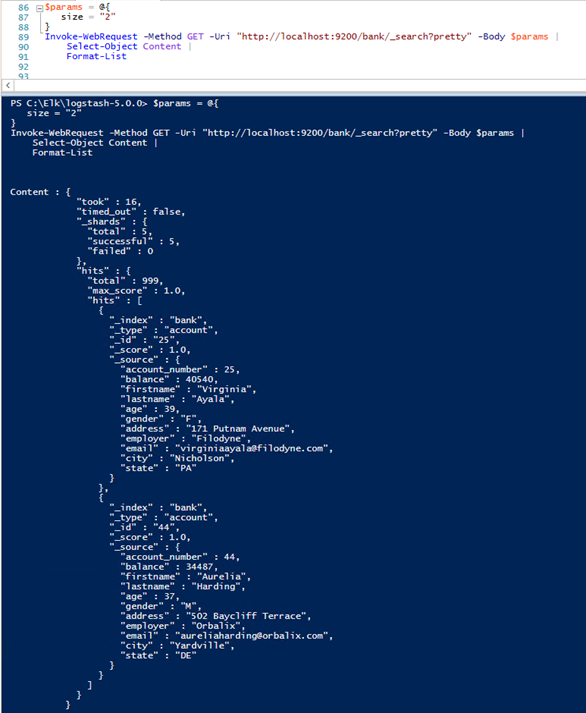 86 $params = @{
87 size = "2"
88 }
89 Invoke-WebRequest -Method GET -Uri "http://localhost:9200/bank/_search?pretty" -Body $params |
90 Select-Object Content |
91 Format-List
92
93
PS C:\Elk\logstash-5.0.0> $params = @{
size = "2"
}
Invoke-WebRequest -Method GET -Uri "http://localhost:9200/bank/_search?pretty" -Body $params |
Select-Object Content |
Format-List
Content : {
"took" : 16,
"timed_out" : false,
"_shards" : {
"total" : 5,
"successful" : 5,
"failed" : 0
},
"hits" : {
"total" : 999,
"max_score" : 1.0,
"hits" : [
{
"_index" : "bank",
"_type" : "account",
"_id" : "25",
"_score" : 1.0,
"_source" : {
"account_number" : 25,
"balance" : 40540,
"firstname" : "Virginia",
"lastname" : "Ayala",
"age" : 39,
"gender" : "F",
"address" : "171 Putnam Avenue",
"employer" : "Filodyne",
"email" : "virginiaayala@filodyne.com",
"city" : "Nicholson",
"state" : "PA"
}
},
{
"_index" : "bank",
"_type" : "account",
"_id" : "44",
"_score" : 1.0,
"_source" : {
"account_number" : 44,
"balance" : 34487,
"firstname" : "Aurelia",
"lastname" : "Harding",
"age" : 37,
"gender" : "M",
"address" : "502 Baycliff Terrace",
"employer" : "Orbalix",
"email" : "aureliaharding@orbalix.com",
"city" : "Yardville",
"state" : "DE"
}
}
]
}
}